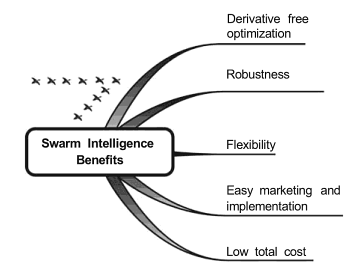 Derivative free
optimization
Robustness
Swarm Intelligence
Benefits
Flexibility
Easy marketing and
implementation
Low total cost